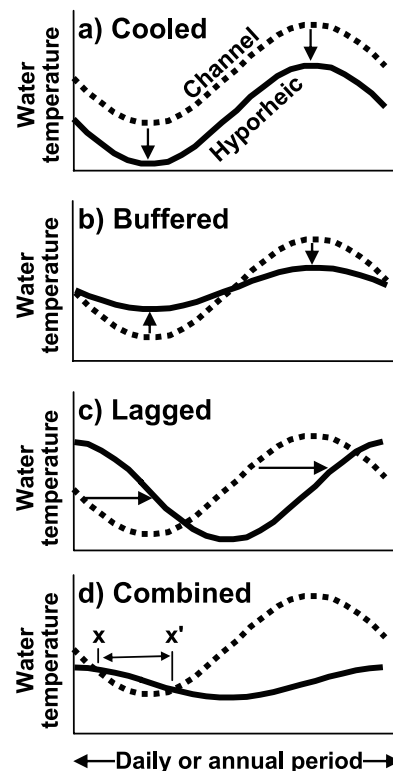 a) Cooled
Channel
Hyporheic
Water
temperature
b) Buffered
Water
temperature
c) Lagged
Water
temperature
d) Combined
x x'
Water
temperature
Daily or annual period